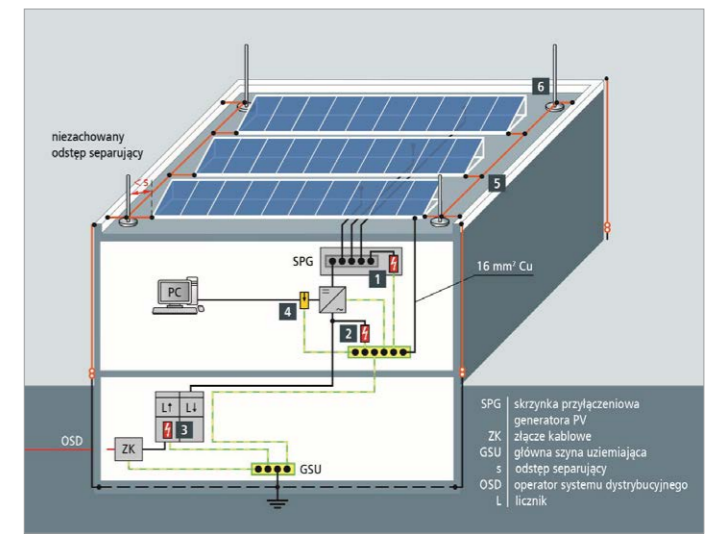 6
niezachowany
odstęp separujący
< s
5
SPG
1
16 mm² Cu
PC
4
2
L↑ L↓
3
OSD
ZK
GSU
SPG skrzynka przyłączeniowa
generatora PV
ZK złącze kablowe
GSU główna szyna uziemiająca
s odstęp separujący
OSD operator systemu dystrybucyjnego
L licznik